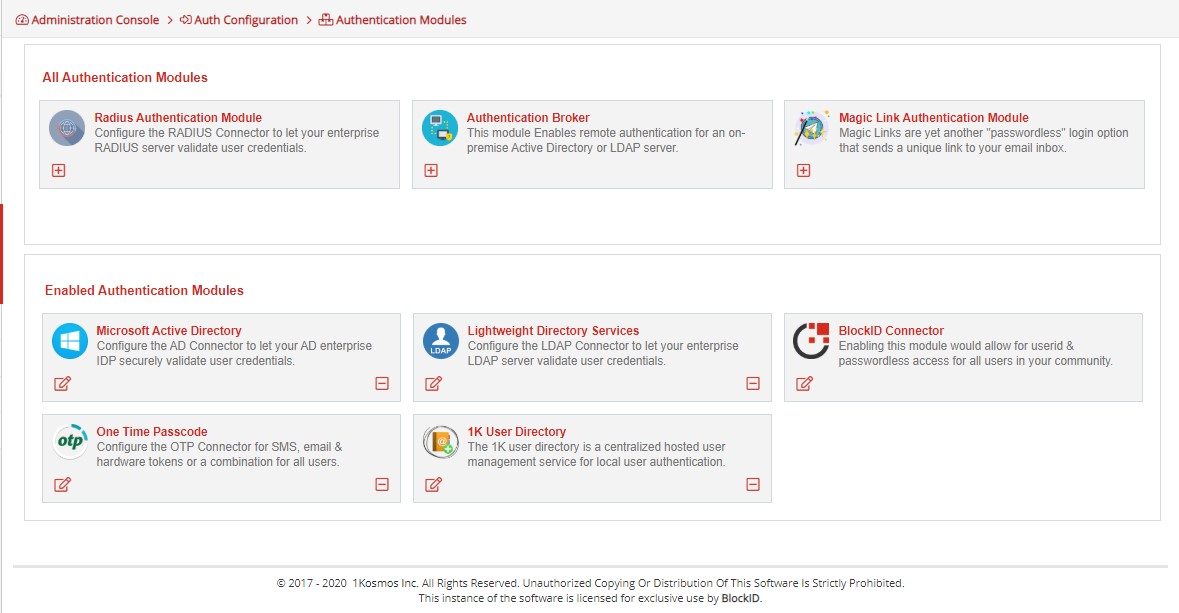 Administration Console > Auth Configuration > Authentication Modules
All Authentication Modules
Radius Authentication Module
Configure the RADIUS Connector to let your enterprise
RADIUS server validate user credentials.
Authentication Broker
This module Enables remote authentication for an on-
premise Active Directory or LDAP server.
Magic Link Authentication Module
Magic Links are yet another "passwordless" login option
that sends a unique link to your email inbox.
Enabled Authentication Modules
Microsoft Active Directory
Configure the AD Connector to let your AD enterprise
IDP securely validate user credentials.
LDAP
Lightweight Directory Services
Configure the LDAP Connector to let your enterprise
LDAP server validate user credentials.
BlockID Connector
Enabling this module would allow for userid &
passwordless access for all users in your community.
otp
One Time Passcode
Configure the OTP Connector for SMS, email &
hardware tokens or a combination for all users.
1K User Directory
The 1K user directory is a centralized hosted user
management service for local user authentication.
© 2017 - 2020 1Kosmos Inc. All Rights Reserved. Unauthorized Copying Or Distribution Of This Software Is Strictly Prohibited.
This instance of the software is licensed for exclusive use by BlockID.